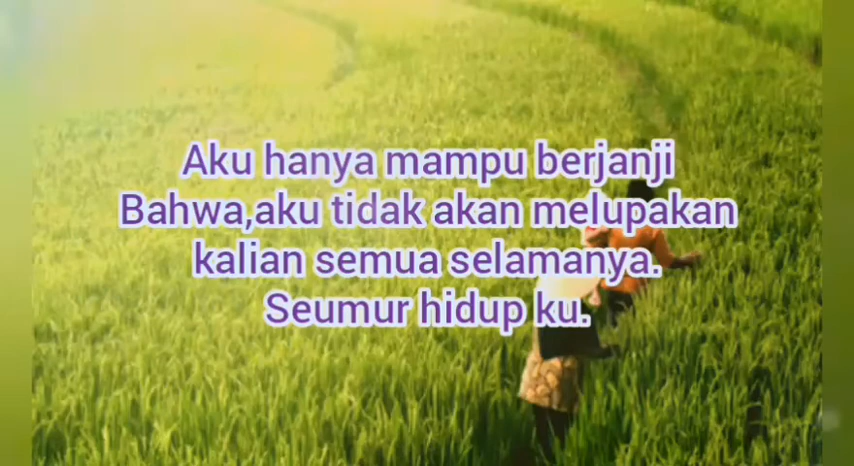 Aku hanya mampu berjanji
Bahwa,aku tidak akan melupakan
kalian semua selamanya.
Seumur hidup ku.